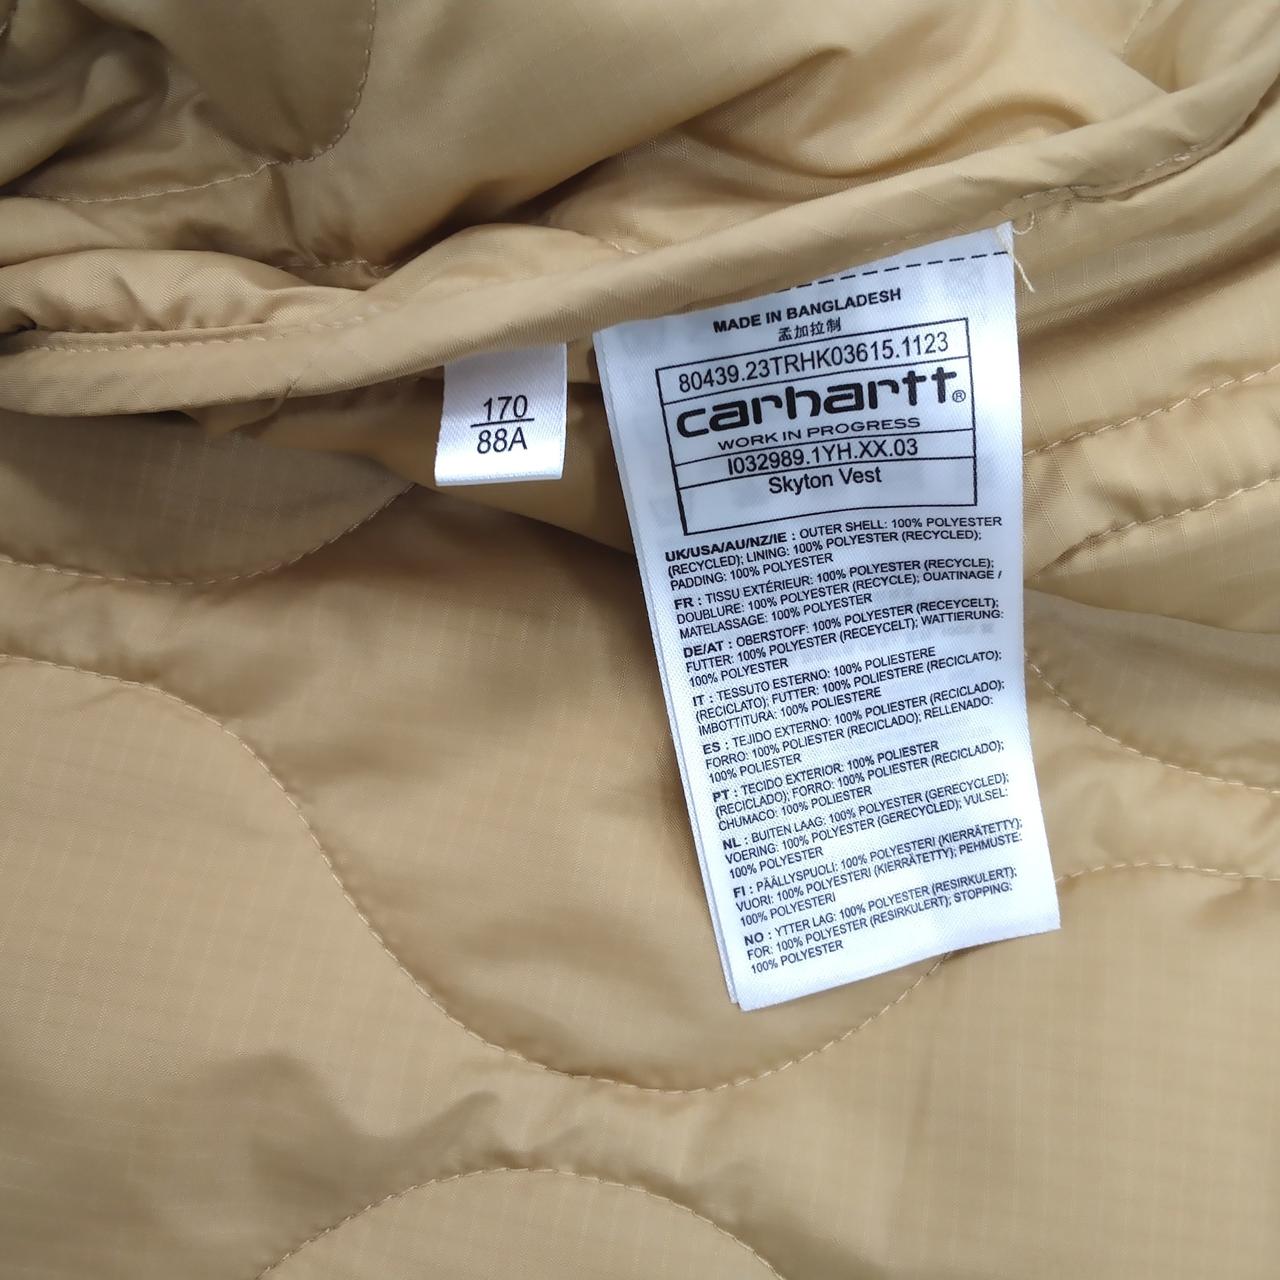 170
88A
MADE IN BANGLADESH
孟加拉制
80439.23TRHK03615.1123
carhartt®
WORK IN PROGRESS
I032989.1YH.XX.03
Skyton Vest
UK/USA/AU/NZ/IE : OUTER SHELL: 100% POLYESTER
(RECYCLED); LINING: 100% POLYESTER (RECYCLED);
PADDING: 100% POLYESTER
FR : TISSU EXTÉRIEUR: 100% POLYESTER (RECYCLE);
DOUBLURE: 100% POLYESTER (RECYCLE); OUATINAGE /
MATELASSAGE: 100% POLYESTER
DE/AT : OBERSTOFF: 100% POLYESTER (RECEYCELT);
FUTTER: 100% POLYESTER (RECEYCELT); WATTIERUNG:
100% POLYESTER
IT : TESSUTO ESTERNO: 100% POLIESTERE
(RECICLATO); FUTTER: 100% POLIESTERE (RECICLATO);
IMBOTTITURA: 100% POLIESTERE
ES : TEJIDO EXTERNO: 100% POLIESTER (RECICLADO);
FORRO: 100% POLIESTER (RECICLADO); RELLENADO:
100% POLIESTER
PT : TECIDO EXTERIOR: 100% POLIESTER
(RECICLADO); FORRO: 100% POLIESTER (RECICLADO);
CHUMACO: 100% POLIESTER
NL : BUITEN LAAG: 100% POLYESTER (GERECYCLED);
VOERING: 100% POLYESTER (GERECYCLED); VULSEL:
100% POLYESTER
FI : PÄÄLLYSPUOLI: 100% POLYESTERI (KIERRÄTETTY);
VUORI: 100% POLYESTERI (KIERRÄTETTY); PEHMUSTE:
100% POLYESTERI
NO : YTTER LAG: 100% POLYESTER (RESIRKULERT);
FOR: 100% POLYESTER (RESIRKULERT); STOPPING:
100% POLYESTER